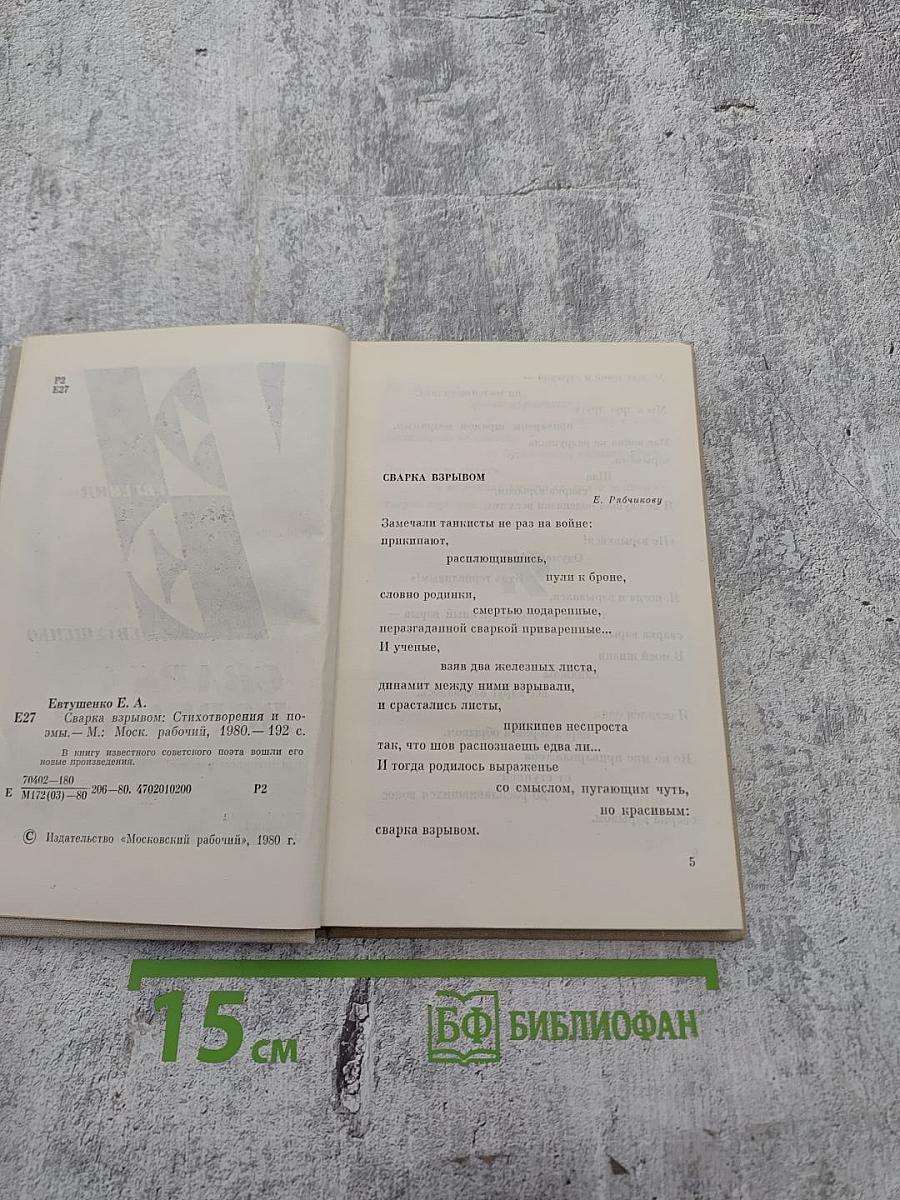 Р2
Е27
Евтушенко Е. А.
Е27 Сварка взрывом: Стихотворения и по-
эмы.— М.: Моск. рабочий, 1980.— 192 с.
В книгу известного советского поэта вошли его
новые произведения.
Е 70402—180
М172(03)—80 206—80. 4702010200 Р2
© Издательство «Московский рабочий», 1980 г.
СВАРКА ВЗРЫВОМ
Е. Рябчикову
Замечали танкисты не раз на войне:
прикипают,
расплющившись,
пули к броне,
словно родинки,
смертью подаренные,
неразгаданной сваркой приваренные...
И ученые,
взяв два железных листа,
динамит между ними взрывали,
и срастались листы,
прикипев неспроста
так, что шов распознаешь едва ли...
И тогда родилось выраженье
со смыслом, пугающим чуть,
но красивым:
сварка взрывом.
5
15 см
БФ БИБЛИОФАН